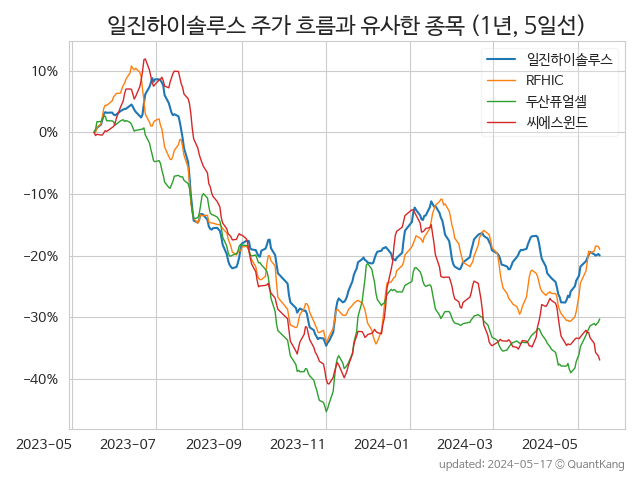 일진하이솔루스 주가 흐름과 유사한 종목 (1년, 5일선)
일진하이솔루스
RFHIC
두산퓨얼셀
씨에스윈드
10%
0%
−10%
−20%
−30%
−40%
2023-05 2023-07 2023-09 2023-11 2024-01 2024-03 2024-05
updated: 2024-05-17 © QuantKang